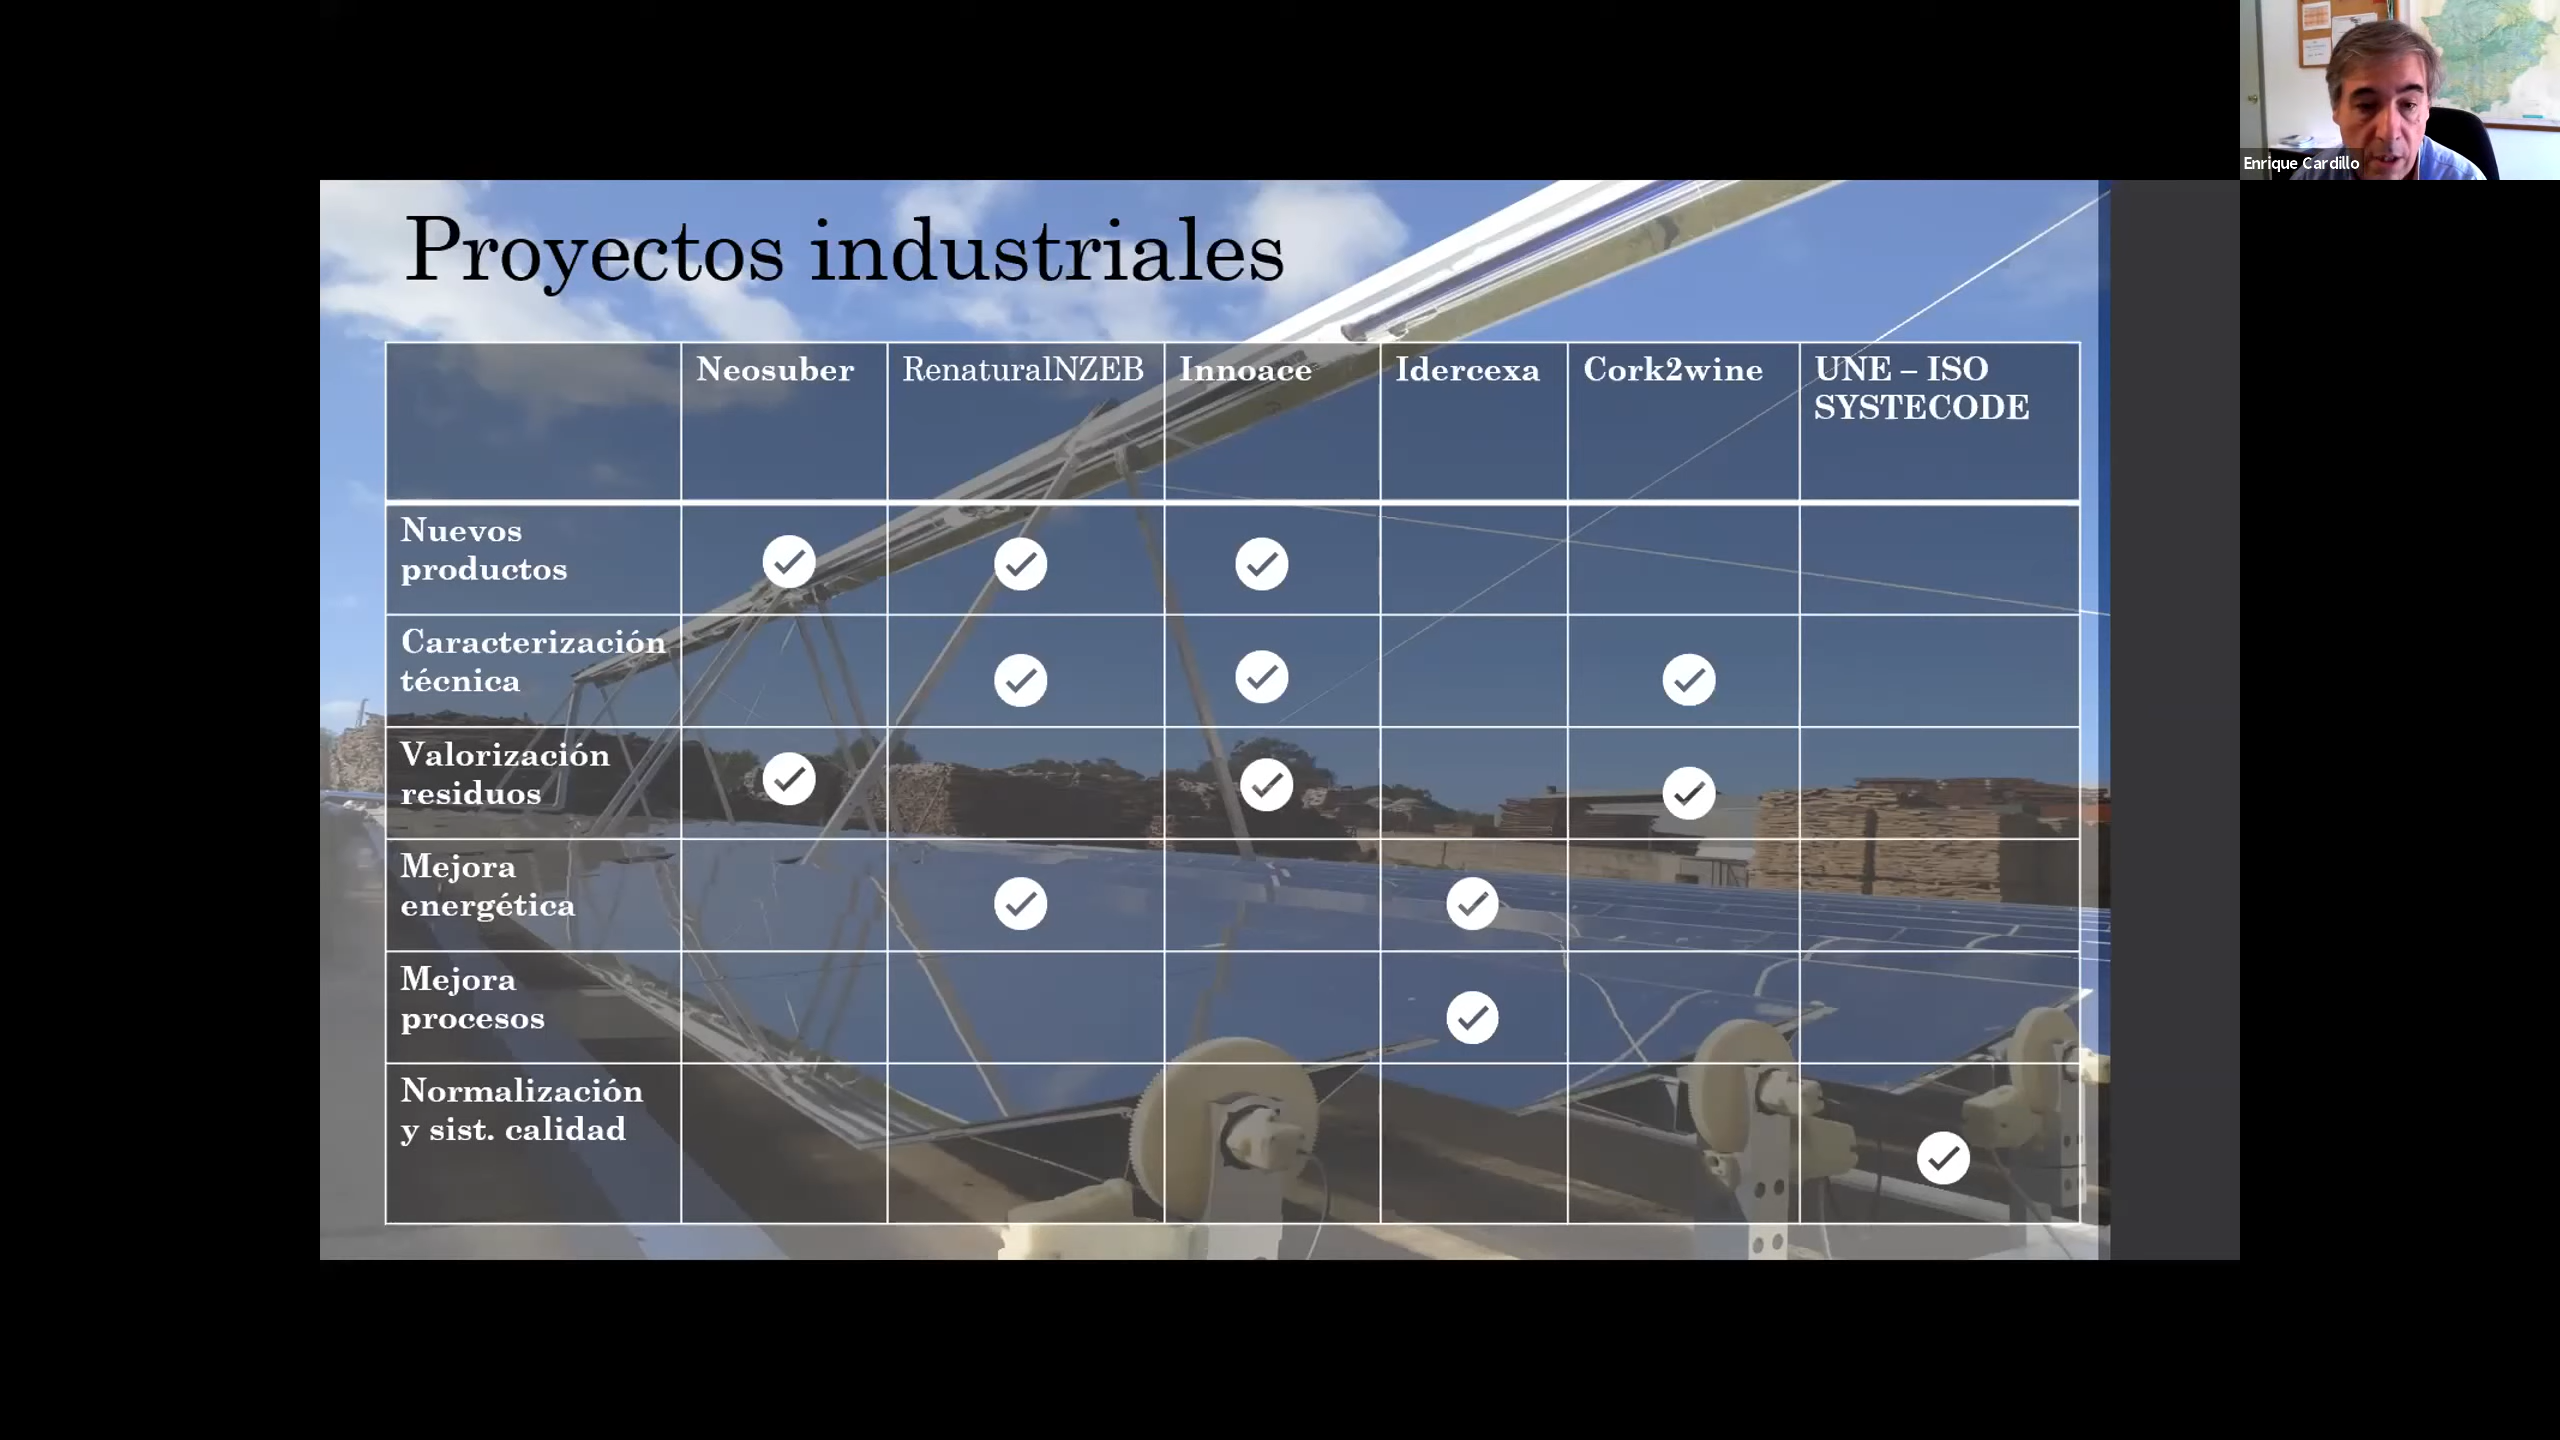 Enrique Cardillo
Proyectos industriales
Neosuber
RenaturalNZEB
Innoace
Idercexa
Cork2wine
UNE – ISO
SYSTECODE
Nuevos
productos
Caracterización
técnica
Valorización
residuos
Mejora
energética
Mejora
procesos
Normalización
y sist. calidad